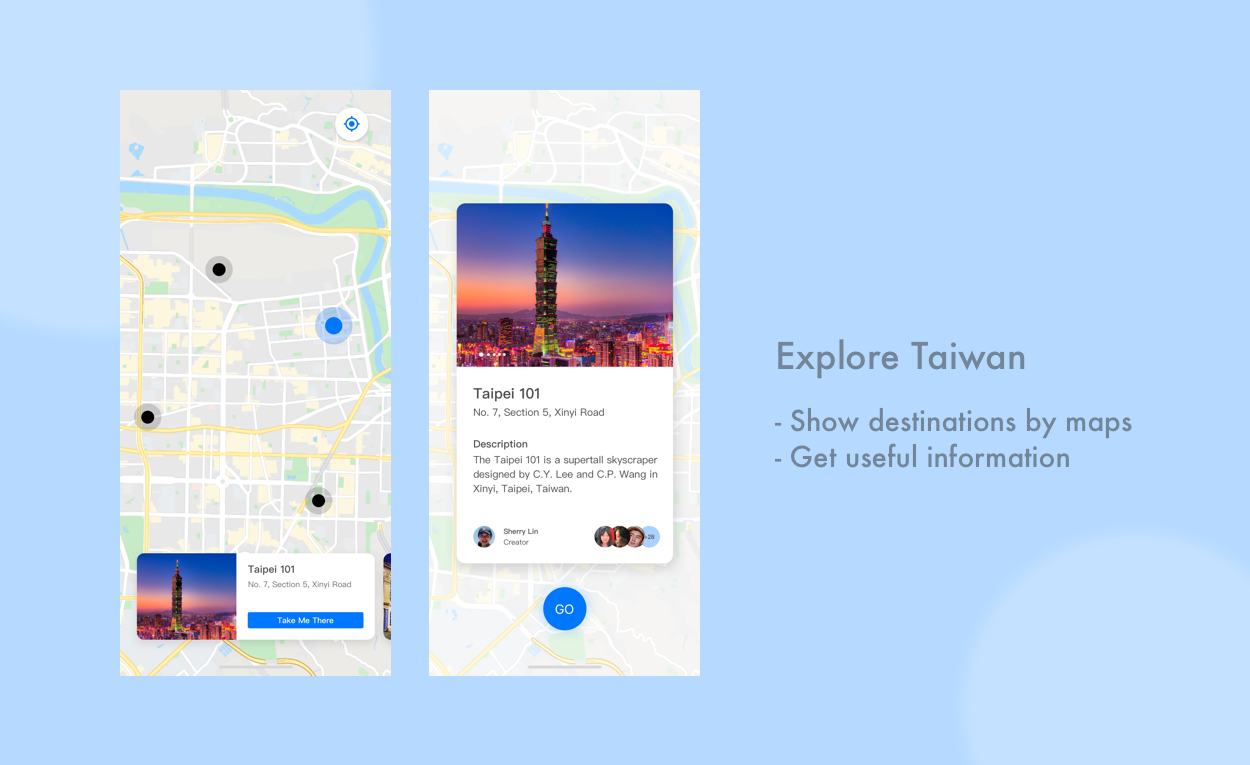 Taipei 101
No. 7, Section 5, Xinyi Road
Take Me There
Taipei 101
No. 7, Section 5, Xinyi Road
Description
The Taipei 101 is a supertall skyscraper
designed by C.Y. Lee and C.P. Wang in
Xinyi, Taipei, Taiwan.
Sherry Lin
Creator
+28
GO
Explore Taiwan
- Show destinations by maps
- Get useful information